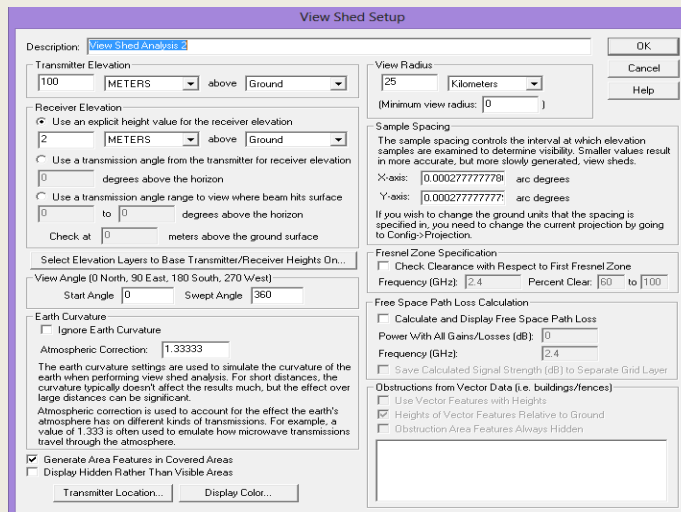 View Shed Setup
Description: View Shed Analysis 2
Transmitter Elevation
100 METERS above Ground
Receiver Elevation
Use an explicit height value for the receiver elevation
2 METERS above Ground
Use a transmission angle from the transmitter for receiver elevation
0 degrees above the horizon
Use a transmission angle range to view where beam hits surface
0 to 0 degrees above the horizon
Check at 0 meters above the ground surface
Select Elevation Layers to Base Transmitter/Receiver Heights On...
View Angle (0 North, 90 East, 180 South, 270 West)
Start Angle 0 Swept Angle 360
Earth Curvature
Ignore Earth Curvature
Atmospheric Correction: 1.33333
The earth curvature settings are used to simulate the curvature of the
earth when performing view shed analysis. For short distances, the
curvature typically doesn't affect the results much, but the effect over
large distances can be significant.
Atmospheric correction is used to account for the effect the earth's
atmosphere has on different kinds of transmissions. For example, a
value of 1.333 is often used to emulate how microwave transmissions
travel through the atmosphere.
Generate Area Features in Covered Areas
Display Hidden Rather Than Visible Areas
Transmitter Location... Display Color...
View Radius
25 Kilometers
(Minimum view radius: 0 )
Sample Spacing
The sample spacing controls the interval at which elevation
samples are examined to determine visibility. Smaller values result
in more accurate, but more slowly generated, view sheds.
X-axis: arc degrees
Y-axis: arc degrees
If you wish to change the ground units that the spacing is
specified in, you need to change the current projection by going
to Config->Projection.
Fresnel Zone Specification
Check Clearance with Respect to First Fresnel Zone
Frequency (GHz): 2.4 Percent Clear: 60 to 100
Free Space Path Loss Calculation
Calculate and Display Free Space Path Loss
Power With All Gains/Losses (dB): 0
Frequency (GHz): 2.4
Save Calculated Signal Strength (dB) to Separate Grid Layer
Obstructions from Vector Data (i.e. buildings/fences)
Use Vector Features with Heights
Heights of Vector Features Relative to Ground
Obstruction Area Features Always Hidden
OK
Cancel
Help